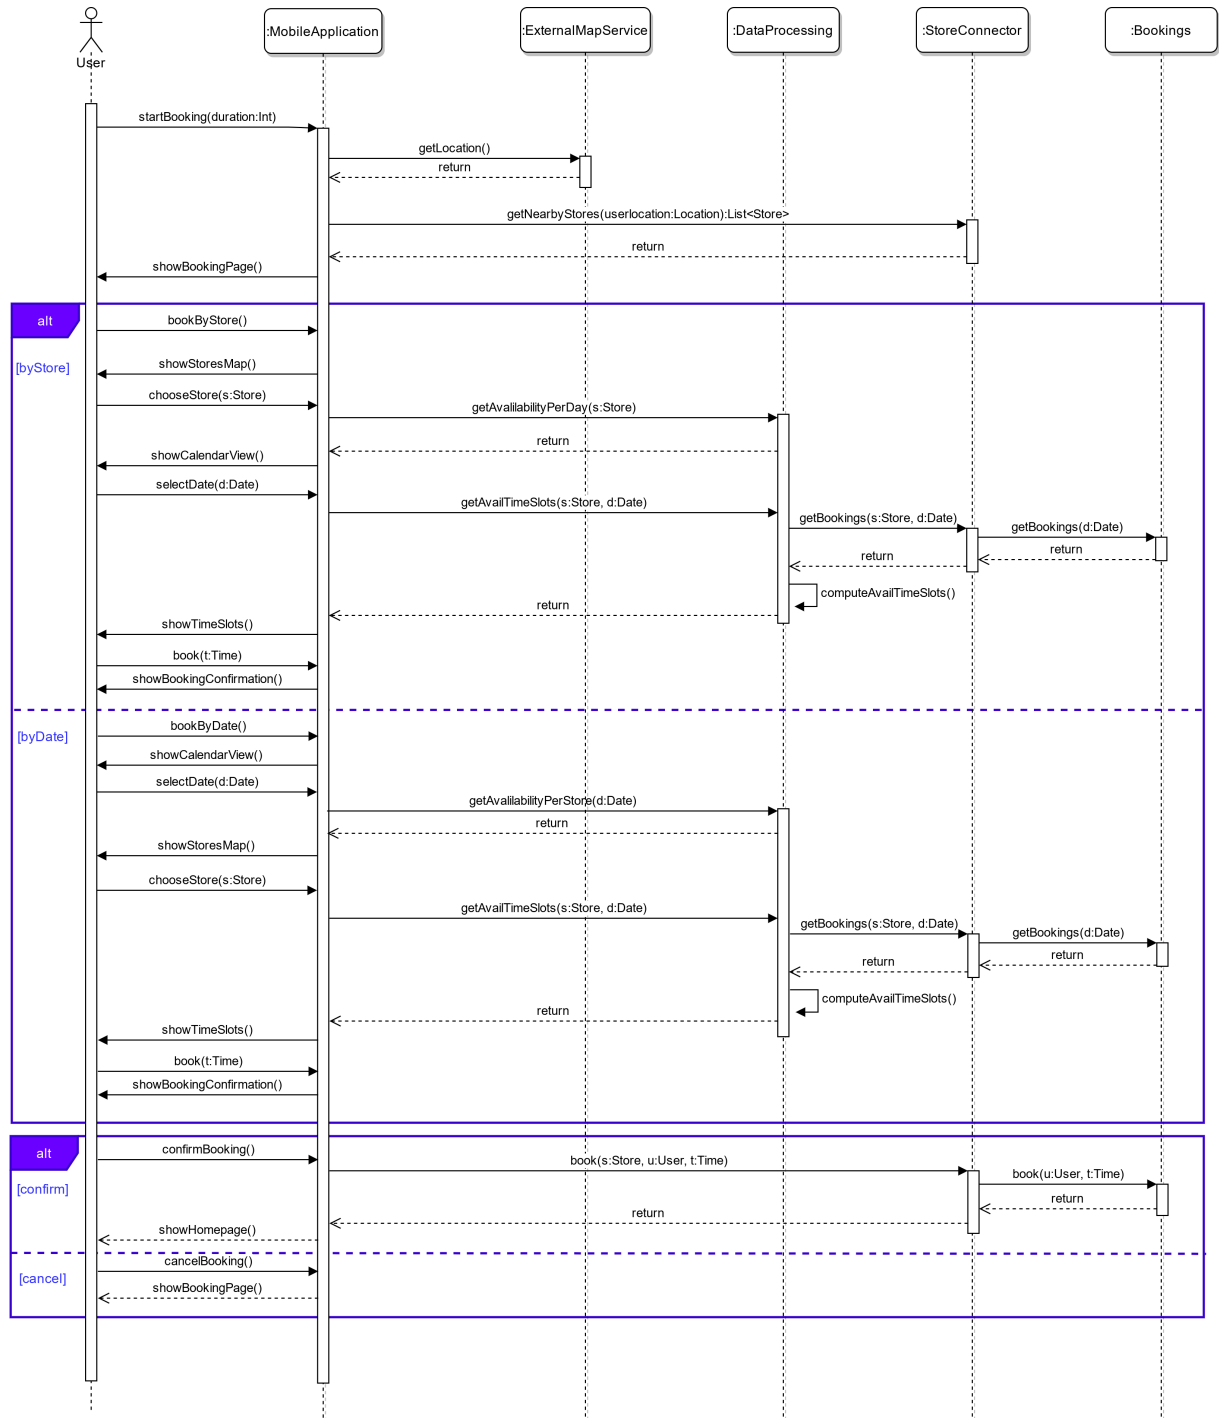 User
:MobileApplication
:ExternalMapService
:DataProcessing
:StoreConnector
:Bookings
startBooking(duration:Int)
getLocation()
return
getNearbyStores(userlocation:Location):List<Store>
return
showBookingPage()
alt
bookByStore()
[byStore]
showStoresMap()
chooseStore(s:Store)
getAvalilabilityPerDay(s:Store)
return
showCalendarView()
selectDate(d:Date)
getAvailTimeSlots(s:Store, d:Date)
getBookings(s:Store, d:Date)
getBookings(d:Date)
return
return
computeAvailTimeSlots()
return
showTimeSlots()
book(t:Time)
showBookingConfirmation()
[byDate]
bookByDate()
showCalendarView()
selectDate(d:Date)
getAvalilabilityPerStore(d:Date)
return
showStoresMap()
chooseStore(s:Store)
getAvailTimeSlots(s:Store, d:Date)
getBookings(s:Store, d:Date)
getBookings(d:Date)
return
return
computeAvailTimeSlots()
return
showTimeSlots()
book(t:Time)
showBookingConfirmation()
alt
confirmBooking()
book(s:Store, u:User, t:Time)
book(u:User, t:Time)
[confirm]
return
return
showHomepage()
cancelBooking()
[cancel]
showBookingPage()